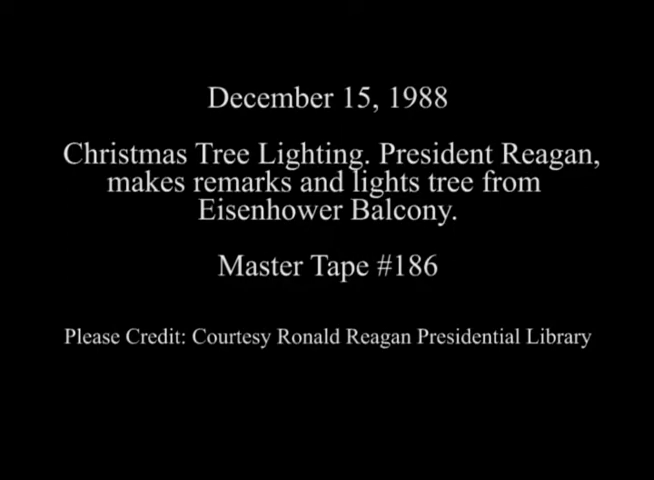 December 15, 1988
Christmas Tree Lighting. President Reagan,
makes remarks and lights tree from
Eisenhower Balcony.
Master Tape #186
Please Credit: Courtesy Ronald Reagan Presidential Library